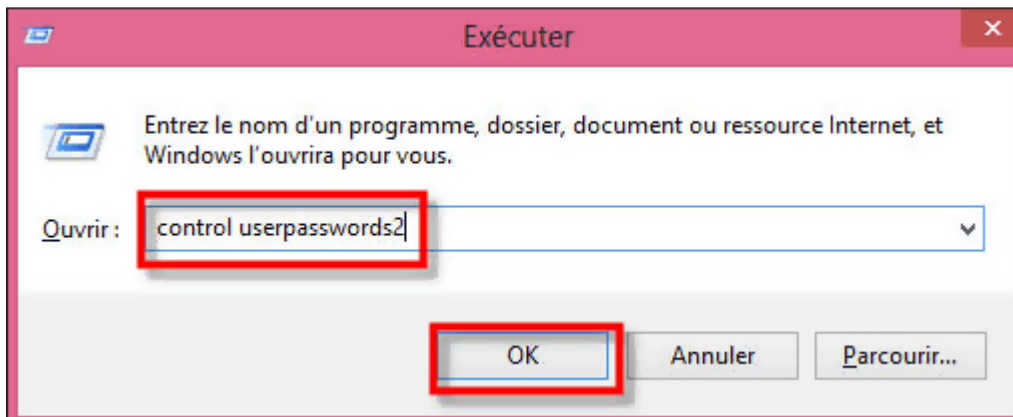 Exécuter
Entrez le nom d'un programme, dossier, document ou ressource Internet, et
Windows l'ouvrira pour vous.
Ouvrir : control userpasswords2
OK Annuler Parcourir...